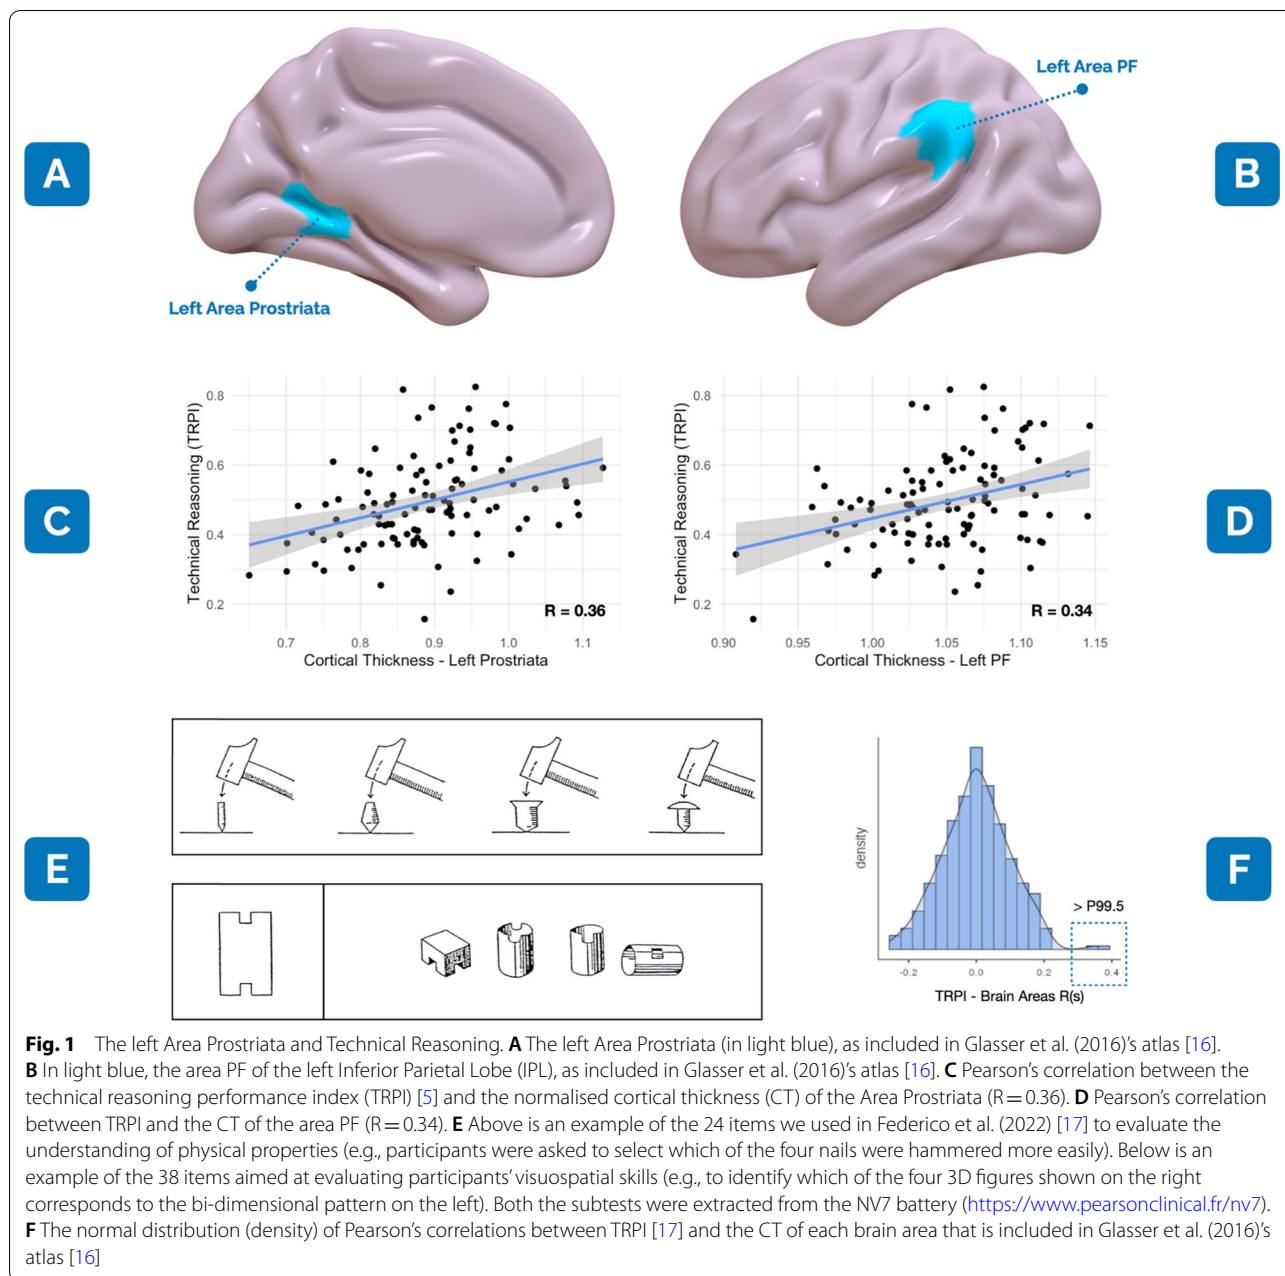 A
B
Left Area PF
Left Area Prostriata
C
Technical Reasoning (TRPI)
0.8
0.6
0.4
0.2
0.7
0.8
0.9
1.0
1.1
R = 0.36
Cortical Thickness - Left Prostriata
D
Technical Reasoning (TRPI)
0.8
0.6
0.4
0.2
0.90
0.95
1.00
1.05
1.10
1.15
R = 0.34
Cortical Thickness - Left PF
E
F
density
> P99.5
-0.2
0.0
0.2
0.4
TRPI - Brain Areas R(s)
Fig. 1 The left Area Prostriata and Technical Reasoning. A The left Area Prostriata (in light blue), as included in Glasser et al. (2016)’s atlas [16].
B In light blue, the area PF of the left Inferior Parietal Lobe (IPL), as included in Glasser et al. (2016)’s atlas [16]. C Pearson’s correlation between the
technical reasoning performance index (TRPI) [5] and the normalised cortical thickness (CT) of the Area Prostriata (R = 0.36). D Pearson’s correlation
between TRPI and the CT of the area PF (R = 0.34). E Above is an example of the 24 items we used in Federico et al. (2022) [17] to evaluate the
understanding of physical properties (e.g., participants were asked to select which of the four nails were hammered more easily). Below is an
example of the 38 items aimed at evaluating participants’ visuospatial skills (e.g., to identify which of the four 3D figures shown on the right
corresponds to the bi-dimensional pattern on the left). Both the subtests were extracted from the NV7 battery (https://www.pearsonclinical.fr/nv7).
F The normal distribution (density) of Pearson’s correlations between TRPI [17] and the CT of each brain area that is included in Glasser et al. (2016)’s
atlas [16]